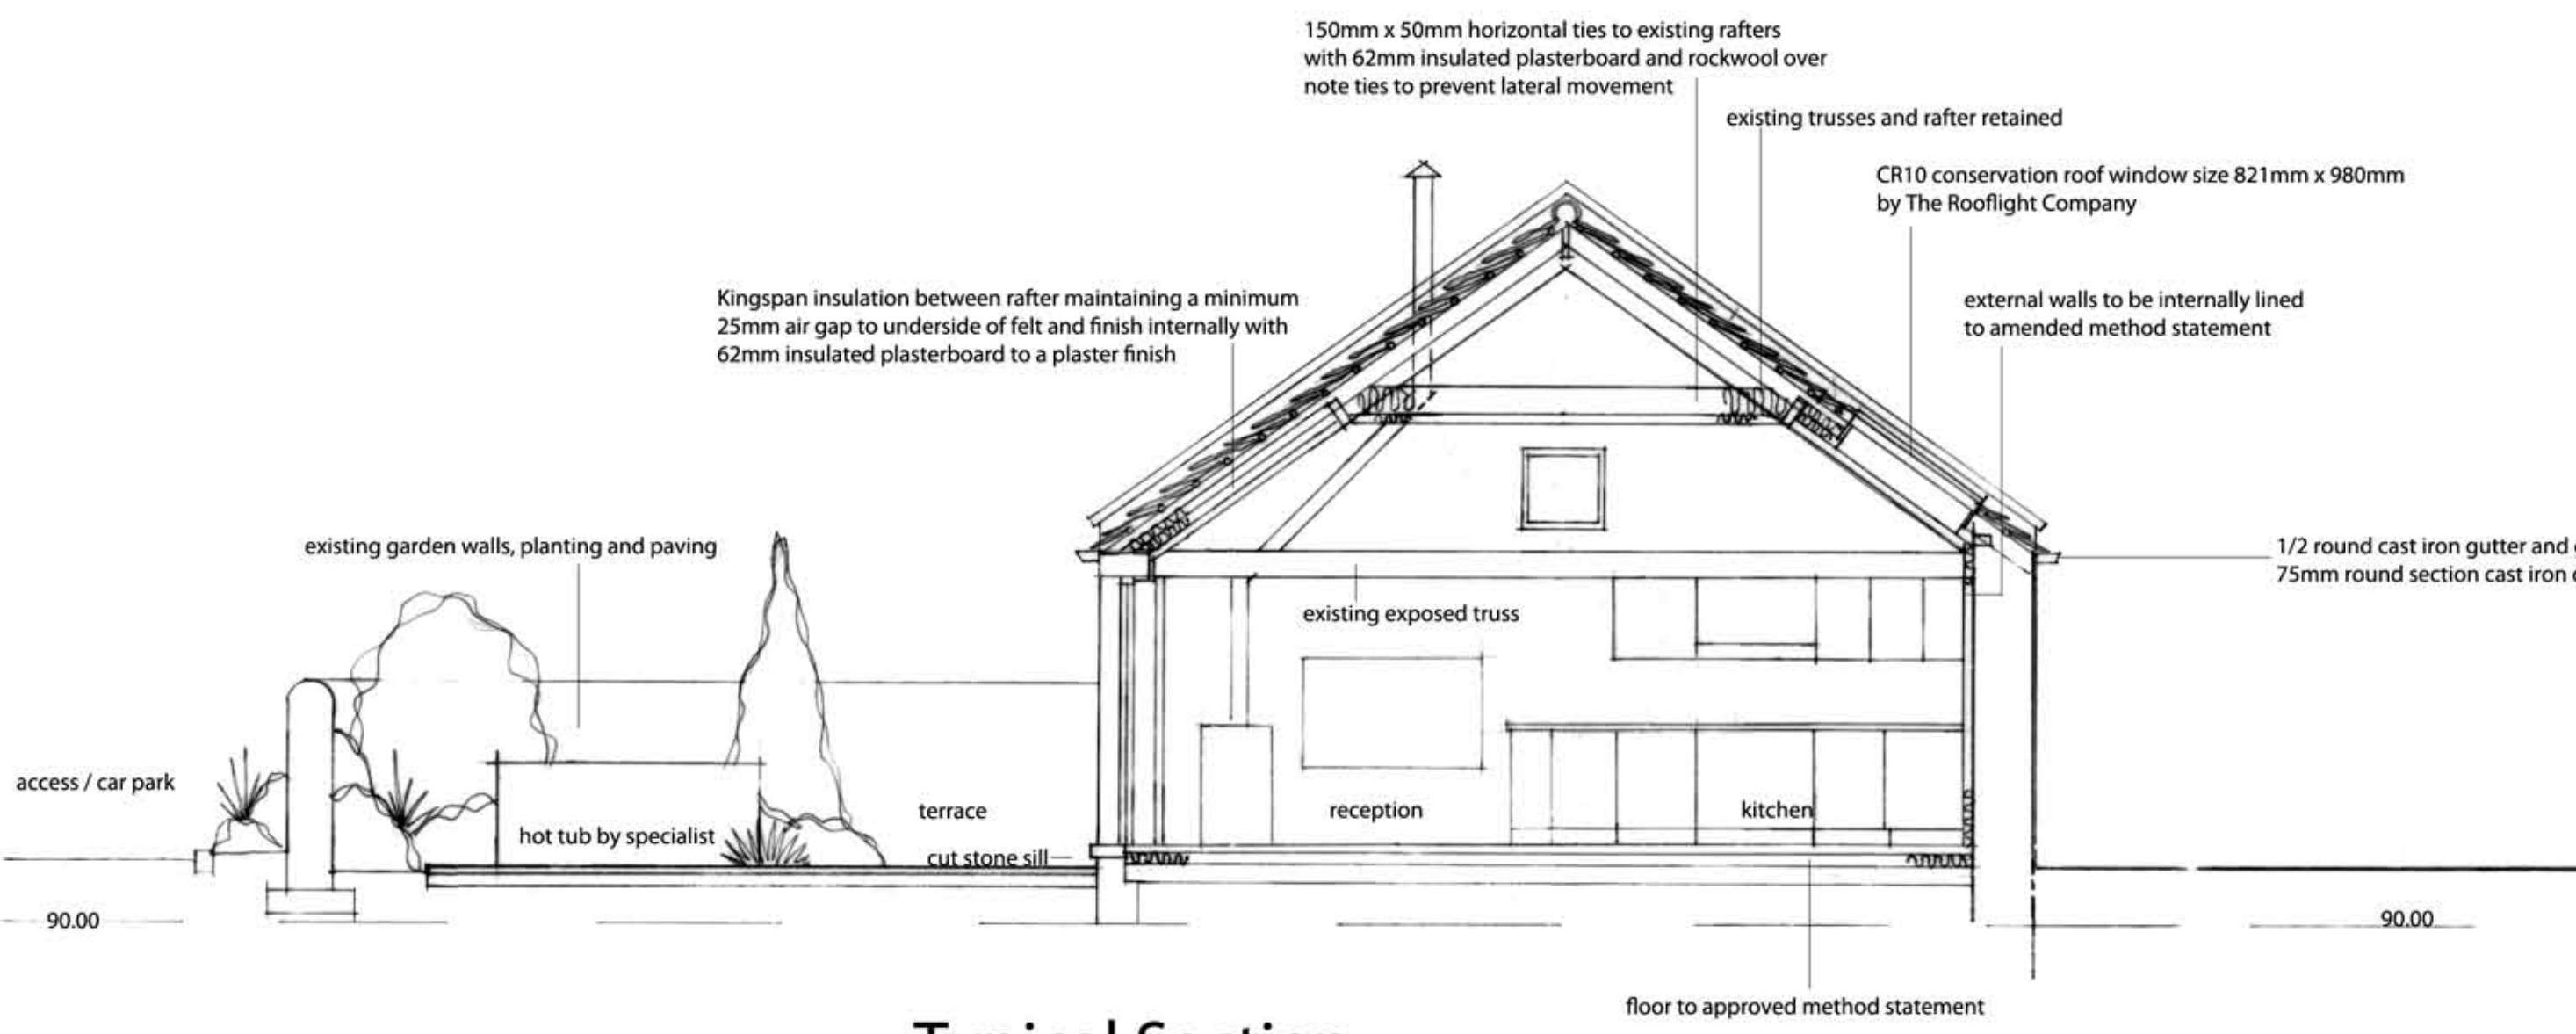 150mm x 50mm horizontal ties to existing rafters
with 62mm insulated plasterboard and rockwool over
note ties to prevent lateral movement
existing trusses and rafter retained
CR10 conservation roof window size 821mm x 980mm
by The Rooflight Company
Kingspan insulation between rafter maintaining a minimum
25mm air gap to underside of felt and finish internally with
62mm insulated plasterboard to a plaster finish
external walls to be internally lined
to amended method statement
existing garden walls, planting and paving
1/2 round cast iron gutter and
75mm round section cast iron
existing exposed truss
access / car park
terrace
reception
kitchen
hot tub by specialist
cut stone sill
90.00
90.00
floor to approved method statement
Typical Section